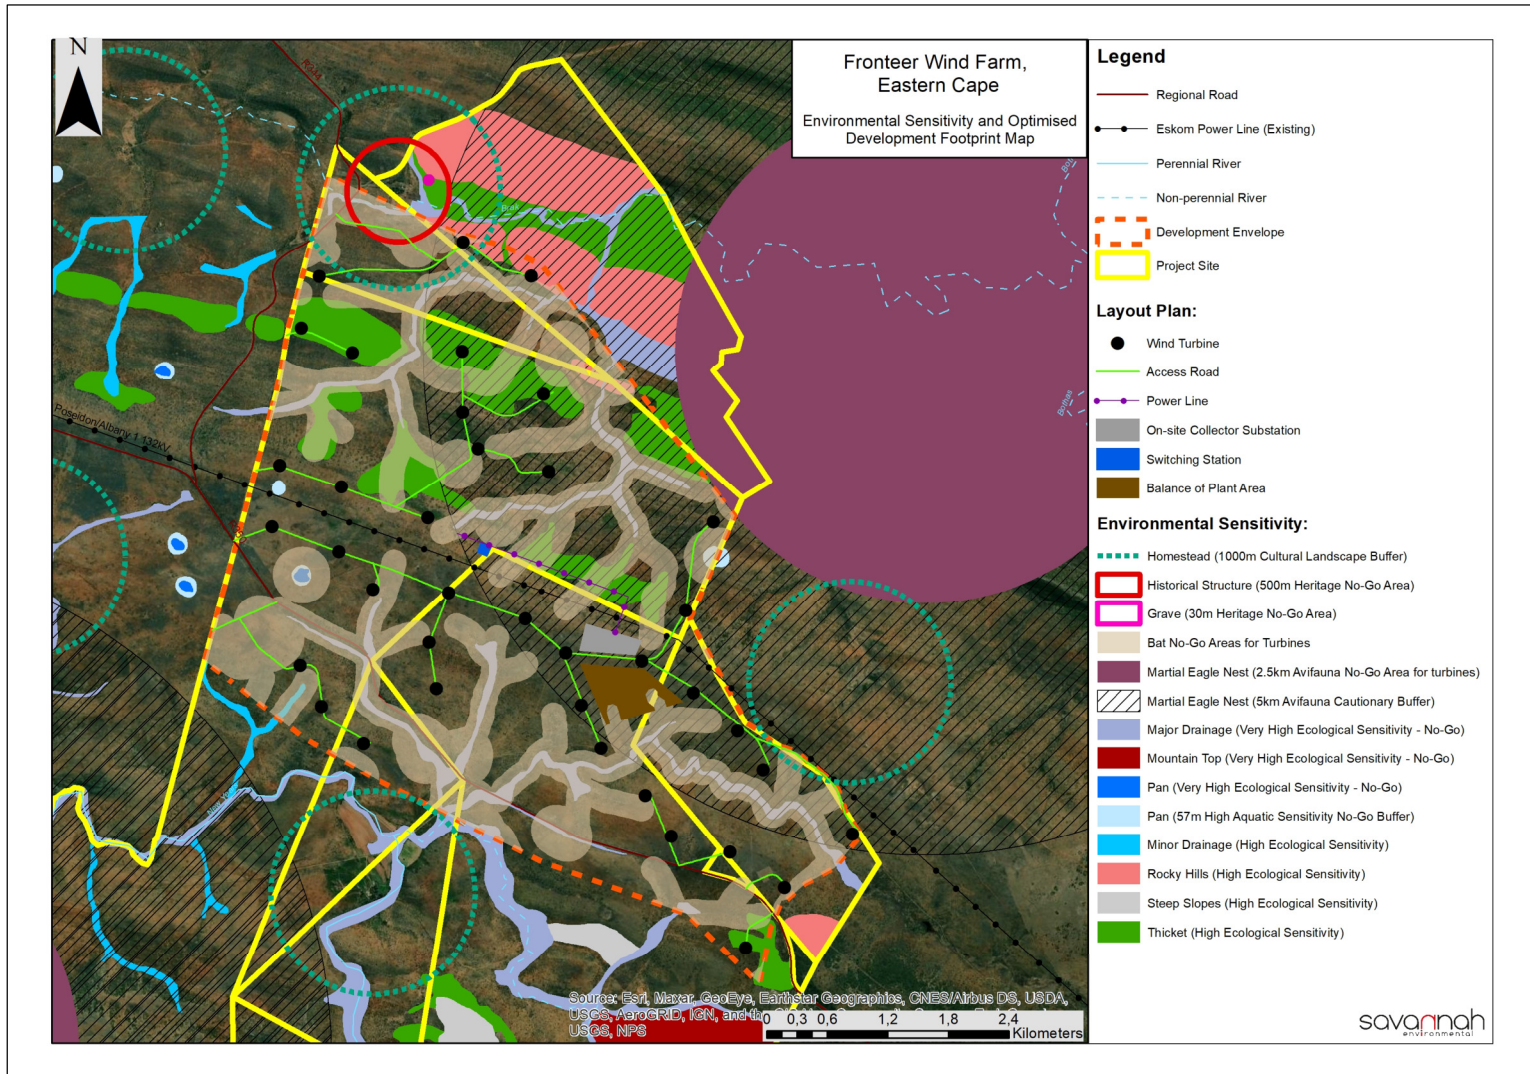 N
Fronteer Wind Farm,
Eastern Cape
Environmental Sensitivity and Optimised
Development Footprint Map
R344
Brak
Poseidon/Albany 1 132kV
Bothas
Source: Esri, Maxar, GeoEye, Earthstar Geographics, CNES/Airbus DS, USDA,
USGS, AeroGRID, IGN, and the
USGS, NPS
0 0,3 0,6 1,2 1,8 2,4
Kilometers
Legend
Regional Road
Eskom Power Line (Existing)
Perennial River
Non-perennial River
Development Envelope
Project Site
Layout Plan:
Wind Turbine
Access Road
Power Line
On-site Collector Substation
Switching Station
Balance of Plant Area
Environmental Sensitivity:
Homestead (1000m Cultural Landscape Buffer)
Historical Structure (500m Heritage No-Go Area)
Grave (30m Heritage No-Go Area)
Bat No-Go Areas for Turbines
Martial Eagle Nest (2.5km Avifauna No-Go Area for turbines)
Martial Eagle Nest (5km Avifauna Cautionary Buffer)
Major Drainage (Very High Ecological Sensitivity - No-Go)
Mountain Top (Very High Ecological Sensitivity - No-Go)
Pan (Very High Ecological Sensitivity - No-Go)
Pan (57m High Aquatic Sensitivity No-Go Buffer)
Minor Drainage (High Ecological Sensitivity)
Rocky Hills (High Ecological Sensitivity)
Steep Slopes (High Ecological Sensitivity)
Thicket (High Ecological Sensitivity)
savannah
environmental